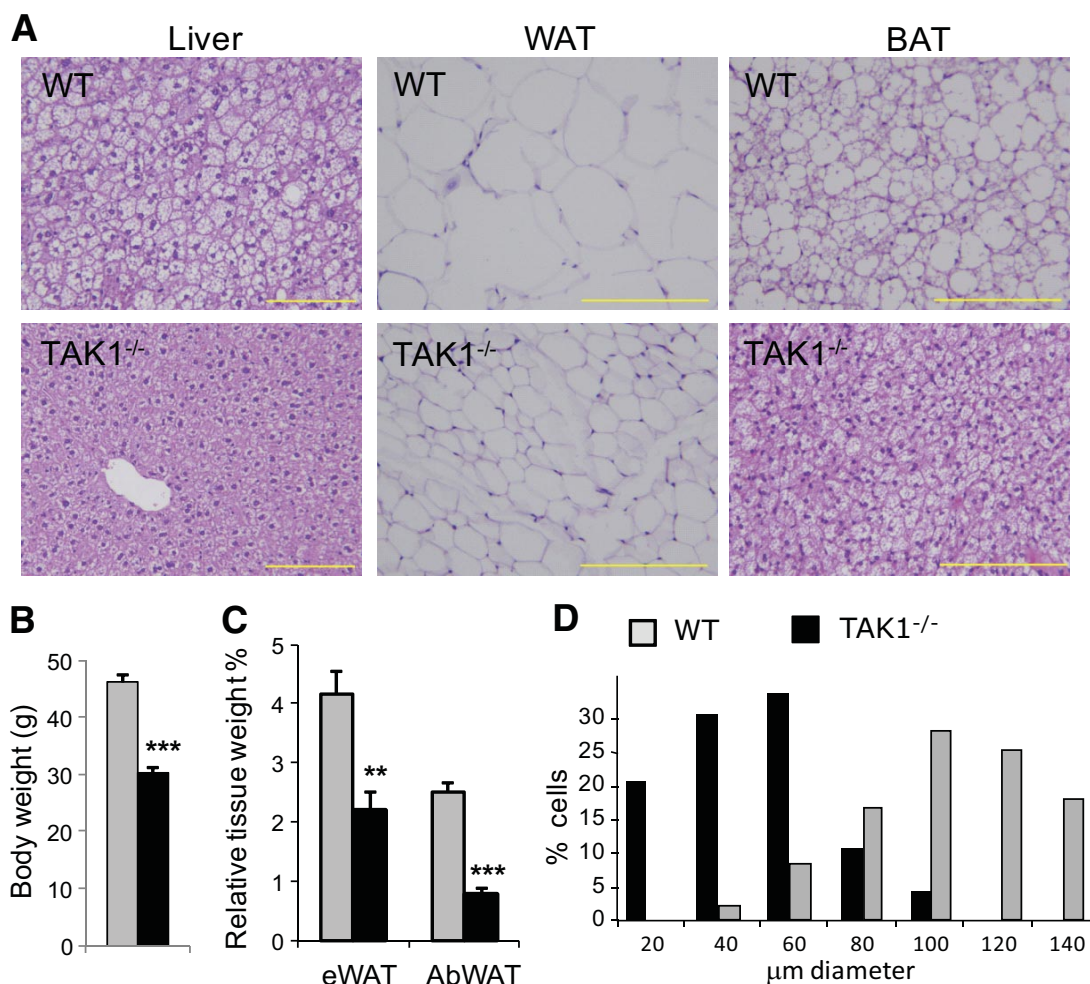 A
Liver WAT BAT
WT WT WT
TAK1-/- TAK1-/- TAK1-/-
B
Body weight (g)
50
40
30
20
10
0
***
C
Relative tissue weight %
5
4
3
2
1
0
**
***
eWAT AbWAT
D
WT TAK1-/-
% cells
30
25
20
15
10
5
0
20 40 60 80 100 120 140
μm diameter